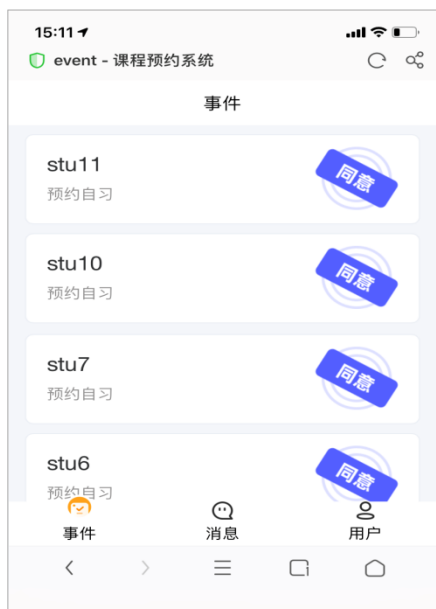 15:11
event - 课程预约系统
事件
stu11
同意
预约自习
stu10
同意
预约自习
stu7
同意
预约自习
stu6
同意
预约自习
事件
消息
用户